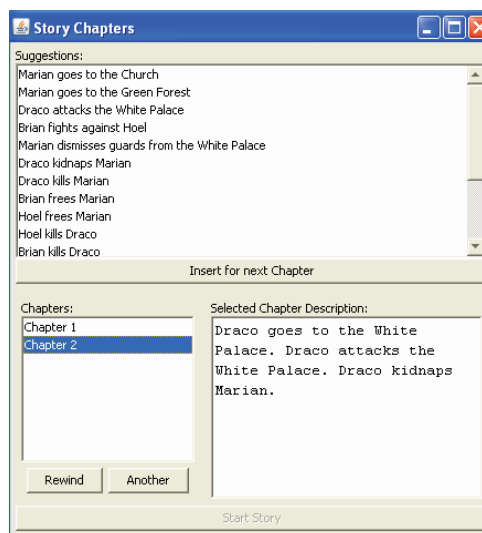 Story Chapters
Suggestions:
Marian goes to the Church
Marian goes to the Green Forest
Draco attacks the White Palace
Brian fights against Hoel
Marian dismisses guards from the White Palace
Draco kidnaps Marian
Draco kills Marian
Brian frees Marian
Hoel frees Marian
Hoel kills Draco
Brian kills Draco
Insert for next Chapter
Chapters:
Chapter 1
Chapter 2
Rewind
Another
Selected Chapter Description:
Draco goes to the White
Palace. Draco attacks the
White Palace. Draco kidnaps
Marian.
Start Story